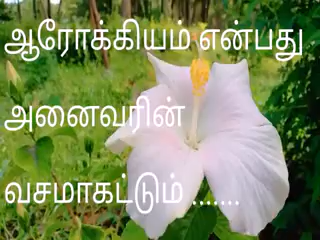 ஆரோக்கியம் என்பது
அனைவரின்
வசமாகட்டும் .......